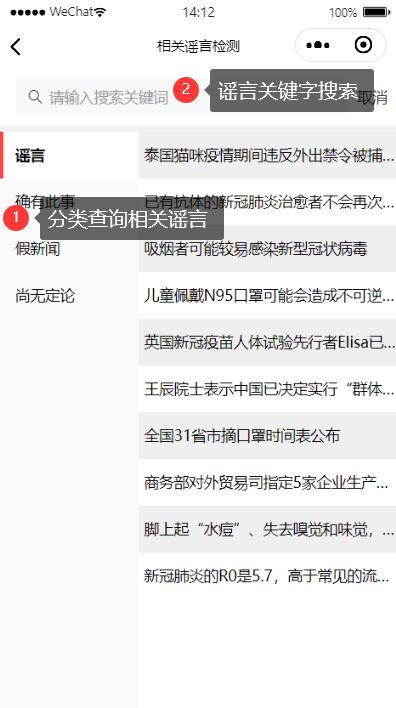 WeChat 14:12 100%
相关谣言检测
请输入搜索关键词 2 谣言关键字搜索 取消
谣言
确有此事
1 分类查询相关谣言
假新闻
尚无定论
泰国猫咪疫情期间违反外出禁令被捕...
已有抗体的新冠肺炎治愈者不会再次...
吸烟者可能较易感染新型冠状病毒
儿童佩戴N95口罩可能会造成不可逆...
英国新冠疫苗人体试验先行者Elisa已...
王辰院士表示中国已决定实行“群体...
全国31省市摘口罩时间表公布
商务部对外贸易司指定5家企业生产...
脚上起“水痘”、失去嗅觉和味觉，...
新冠肺炎的R0是5.7，高于常见的流...